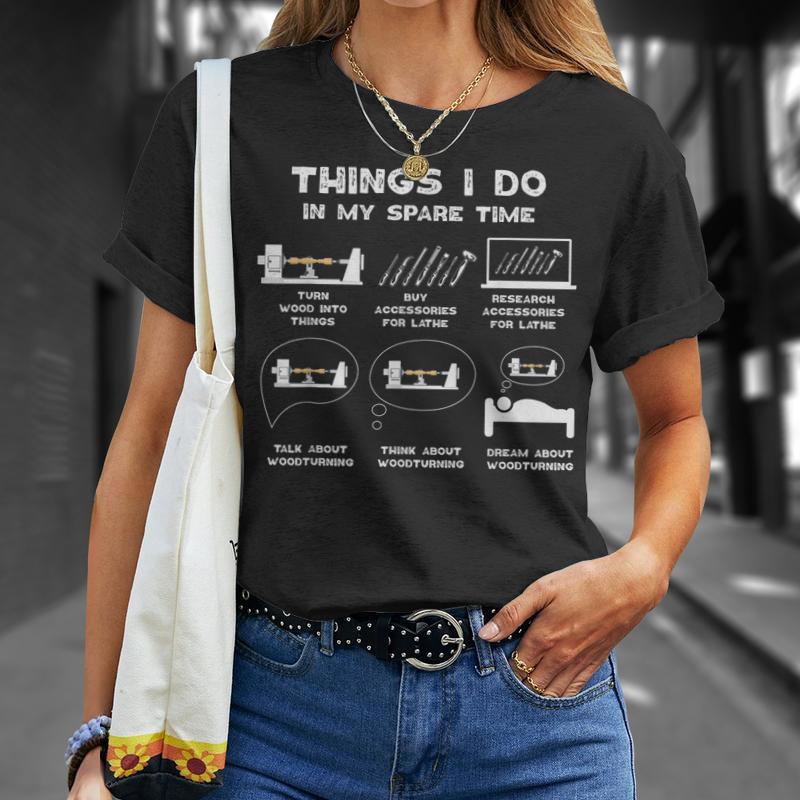 THINGS I DO
IN MY SPARE TIME
TURN
WOOD INTO
THINGS
BUY
ACCESSORIES
FOR LATHE
RESEARCH
ACCESSORIES
FOR LATHE
TALK ABOUT
WOODTURNING
THINK ABOUT
WOODTURNING
DREAM ABOUT
WOODTURNING